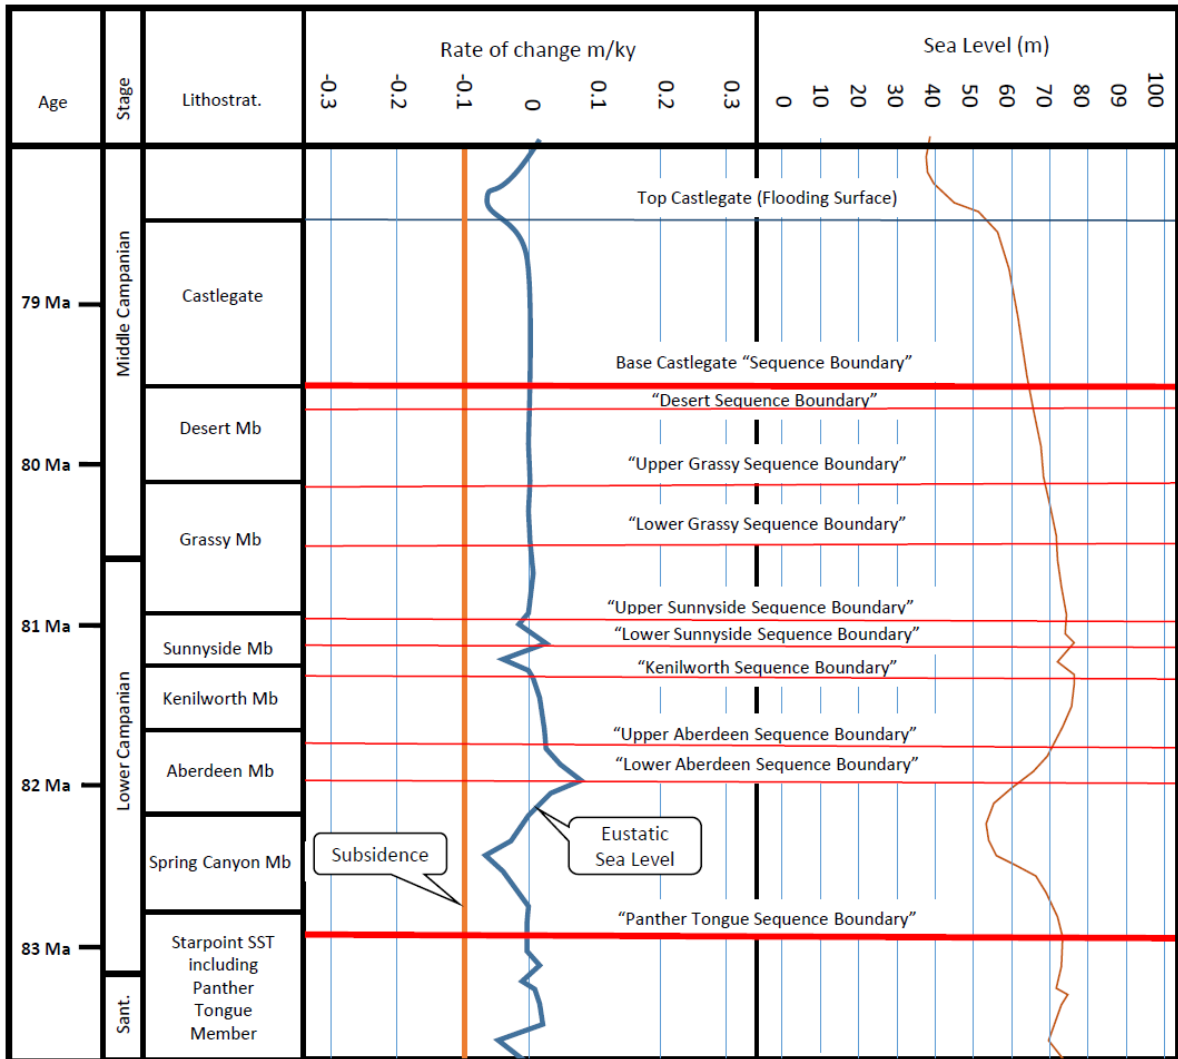 Rate of change m/ky
Sea Level (m)
Age
Stage
Lithostrat.
-0.3
-0.2
-0.1
0
0.1
0.2
0.3
0
10
20
30
40
50
60
70
80
09
100
Top Castlegate (Flooding Surface)
Middle Campanian
Castlegate
79 Ma
Base Castlegate “Sequence Boundary”
“Desert Sequence Boundary”
Desert Mb
80 Ma
“Upper Grassy Sequence Boundary”
“Lower Grassy Sequence Boundary”
Grassy Mb
“Upper Sunnyside Sequence Boundary”
81 Ma
“Lower Sunnyside Sequence Boundary”
Sunnyside Mb
“Kenilworth Sequence Boundary”
Kenilworth Mb
Lower Campanian
“Upper Aberdeen Sequence Boundary”
“Lower Aberdeen Sequence Boundary”
Aberdeen Mb
82 Ma
Eustatic
Sea Level
Subsidence
Spring Canyon Mb
“Panther Tongue Sequence Boundary”
83 Ma
Starpoint SST
including
Panther
Tongue
Member
Sant.